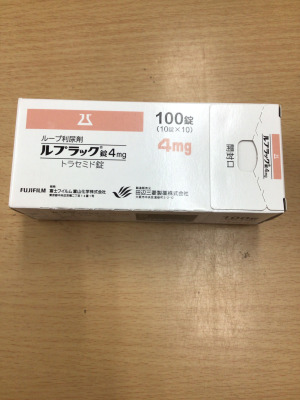 ループ利尿剤
ルプラック®錠4mg
トラセミド錠
100錠
(10錠×10)
4mg
開封口
ルプラック錠4mg
FUJIFILM
富士フイルム富山化学株式会社
田辺三菱製薬株式会社